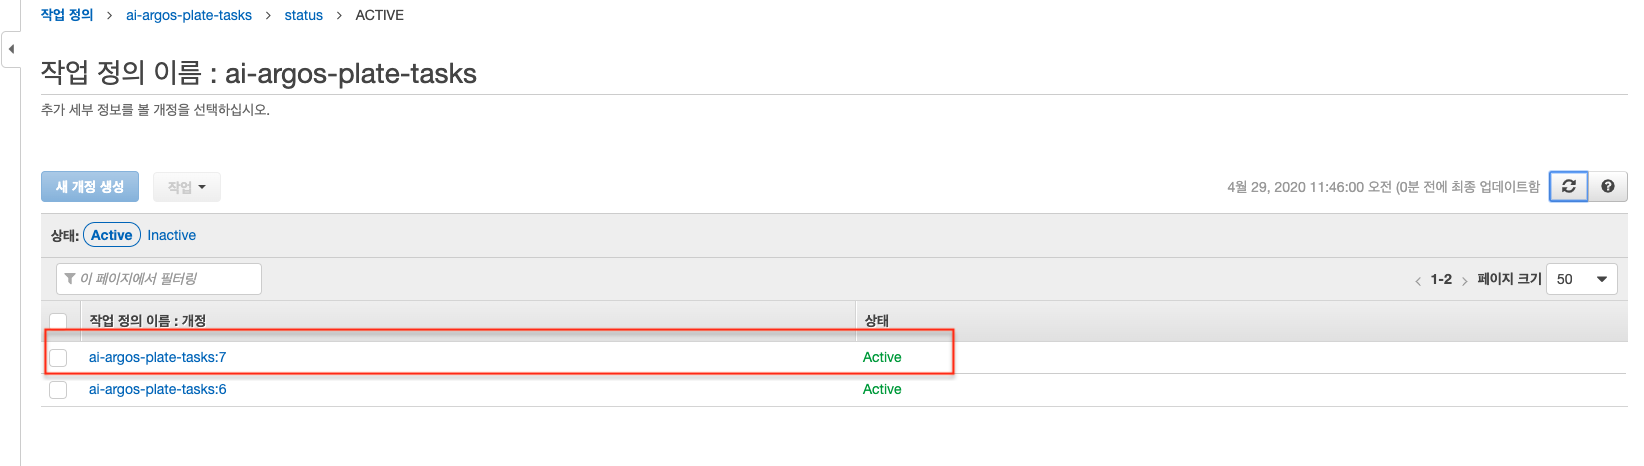 작업 정의 > ai-argos-plate-tasks > status > ACTIVE
작업 정의 이름 : ai-argos-plate-tasks
추가 세부 정보를 볼 개정을 선택하십시오.
새 개정 생성 작업 4월 29, 2020 11:46:00 오전 (0분 전에 최종 업데이트함
상태: Active Inactive
이 페이지에서 필터링 < 1-2 > 페이지 크기 50
작업 정의 이름 : 개정 상태
ai-argos-plate-tasks:7 Active
ai-argos-plate-tasks:6 Active